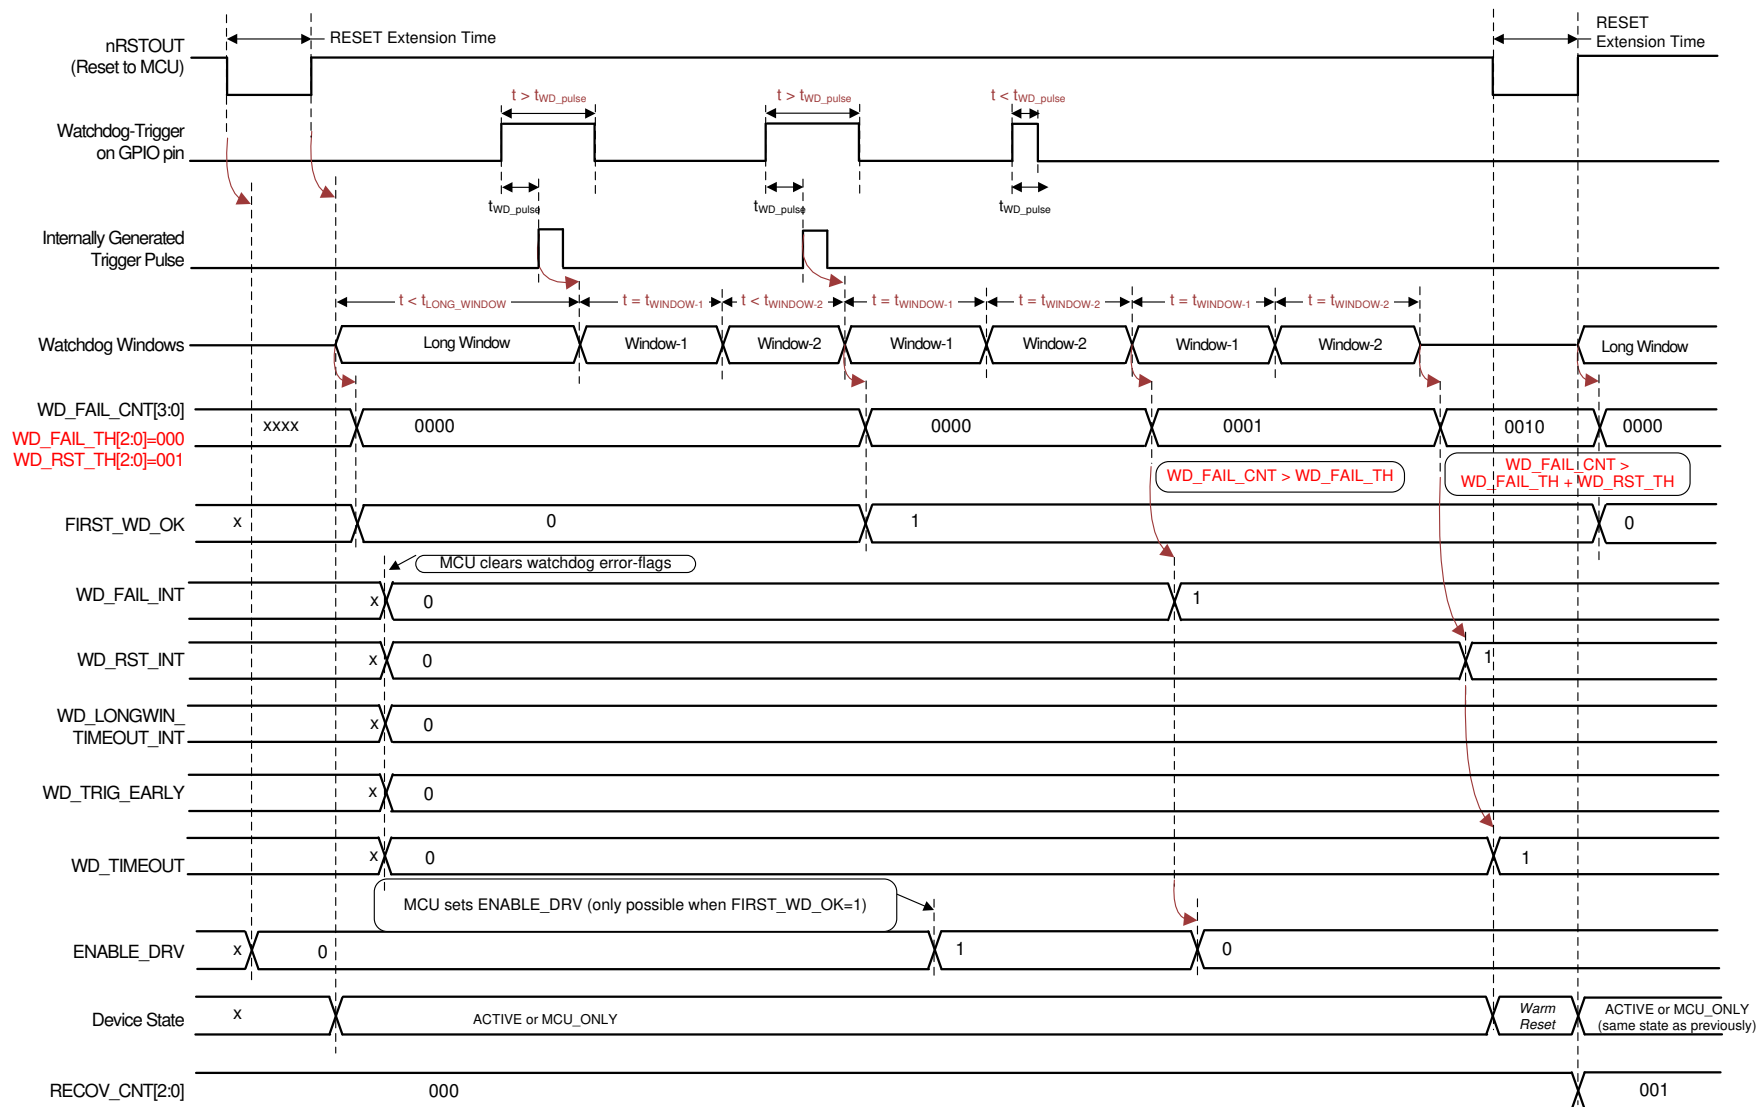 nRSTOUT
(Reset to MCU)
RESET Extension Time
RESET
Extension Time
t > tWD_pulse
t > tWD_pulse
t < tWD_pulse
Watchdog-Trigger
on GPIO pin
tWD_pulse
tWD_pulse
tWD_pulse
Internally Generated
Trigger Pulse
t < tLONG_WINDOW
t = tWINDOW-1
t < tWINDOW-2
t = tWINDOW-1
t = tWINDOW-2
t = tWINDOW-1
t = tWINDOW-2
Watchdog Windows
Long Window
Window-1
Window-2
Window-1
Window-2
Window-1
Window-2
Long Window
WD_FAIL_CNT[3:0]
WD_FAIL_TH[2:0]=000
WD_RST_TH[2:0]=001
xxxx
0000
0000
0001
0010
0000
WD_FAIL_CNT > WD_FAIL_TH
WD_FAIL_CNT >
WD_FAIL_TH + WD_RST_TH
FIRST_WD_OK
x
0
1
0
MCU clears watchdog error-flags
WD_FAIL_INT
x
0
1
WD_RST_INT
x
0
1
WD_LONGWIN_
TIMEOUT_INT
x
0
WD_TRIG_EARLY
x
0
WD_TIMEOUT
x
0
1
MCU sets ENABLE_DRV (only possible when FIRST_WD_OK=1)
ENABLE_DRV
x
0
1
0
Device State
x
ACTIVE or MCU_ONLY
Warm
Reset
ACTIVE or MCU_ONLY
(same state as previously)
RECOV_CNT[2:0]
000
001